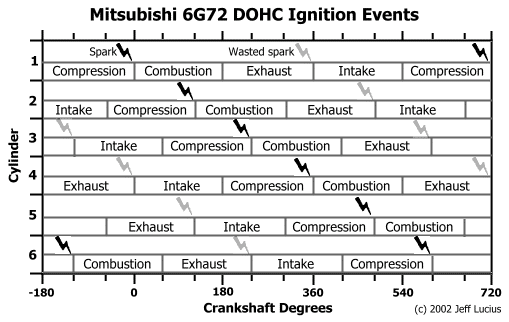 Mitsubishi 6G72 DOHC Ignition Events
Spark Wasted spark
1 Compression Combustion Exhaust Intake Compression
2 Intake Compression Combustion Exhaust Intake
3 Intake Compression Combustion Exhaust
4 Exhaust Intake Compression Combustion Exhaust
5 Exhaust Intake Compression Combustion
6 Combustion Exhaust Intake Compression
Cylinder
-180 0 180 360 540 720
Crankshaft Degrees
(c) 2002 Jeff Lucius